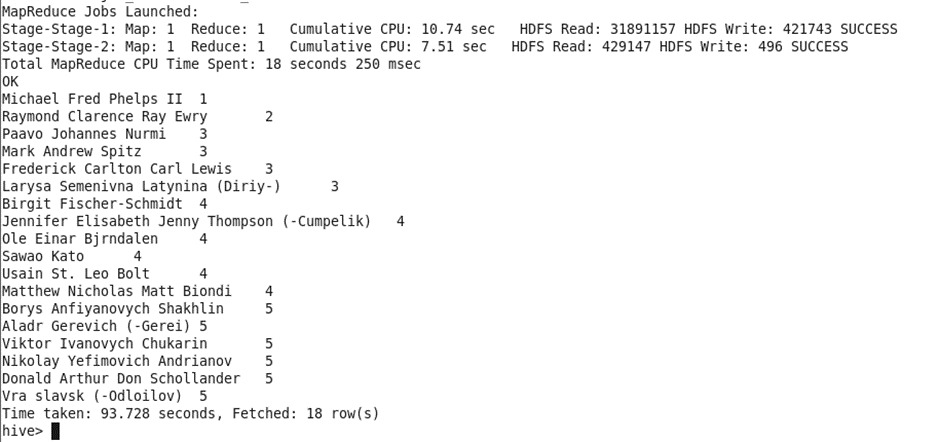 MapReduce Jobs Launched:
Stage-Stage-1: Map: 1  Reduce: 1   Cumulative CPU: 10.74 sec   HDFS Read: 31891157 HDFS Write: 421743 SUCCESS
Stage-Stage-2: Map: 1  Reduce: 1   Cumulative CPU: 7.51 sec   HDFS Read: 429147 HDFS Write: 496 SUCCESS
Total MapReduce CPU Time Spent: 18 seconds 250 msec
OK
Michael Fred Phelps II  1
Raymond Clarence Ray Ewry       2
Paavo Johannes Nurmi    3
Mark Andrew Spitz       3
Frederick Carlton Carl Lewis    3
Larysa Semenivna Latynina (Diriy-)      3
Birgit Fischer-Schmidt  4
Jennifer Elisabeth Jenny Thompson (-Cumpelik)   4
Ole Einar Bjrndalen     4
Sawao Kato      4
Usain St. Leo Bolt      4
Matthew Nicholas Matt Biondi    4
Borys Anfiyanovych Shakhlin     5
Aladr Gerevich (-Gerei) 5
Viktor Ivanovych Chukarin       5
Nikolay Yefimovich Andrianov    5
Donald Arthur Don Schollander   5
Vra slavsk (-Odloilov)  5
Time taken: 93.728 seconds, Fetched: 18 row(s)
hive>